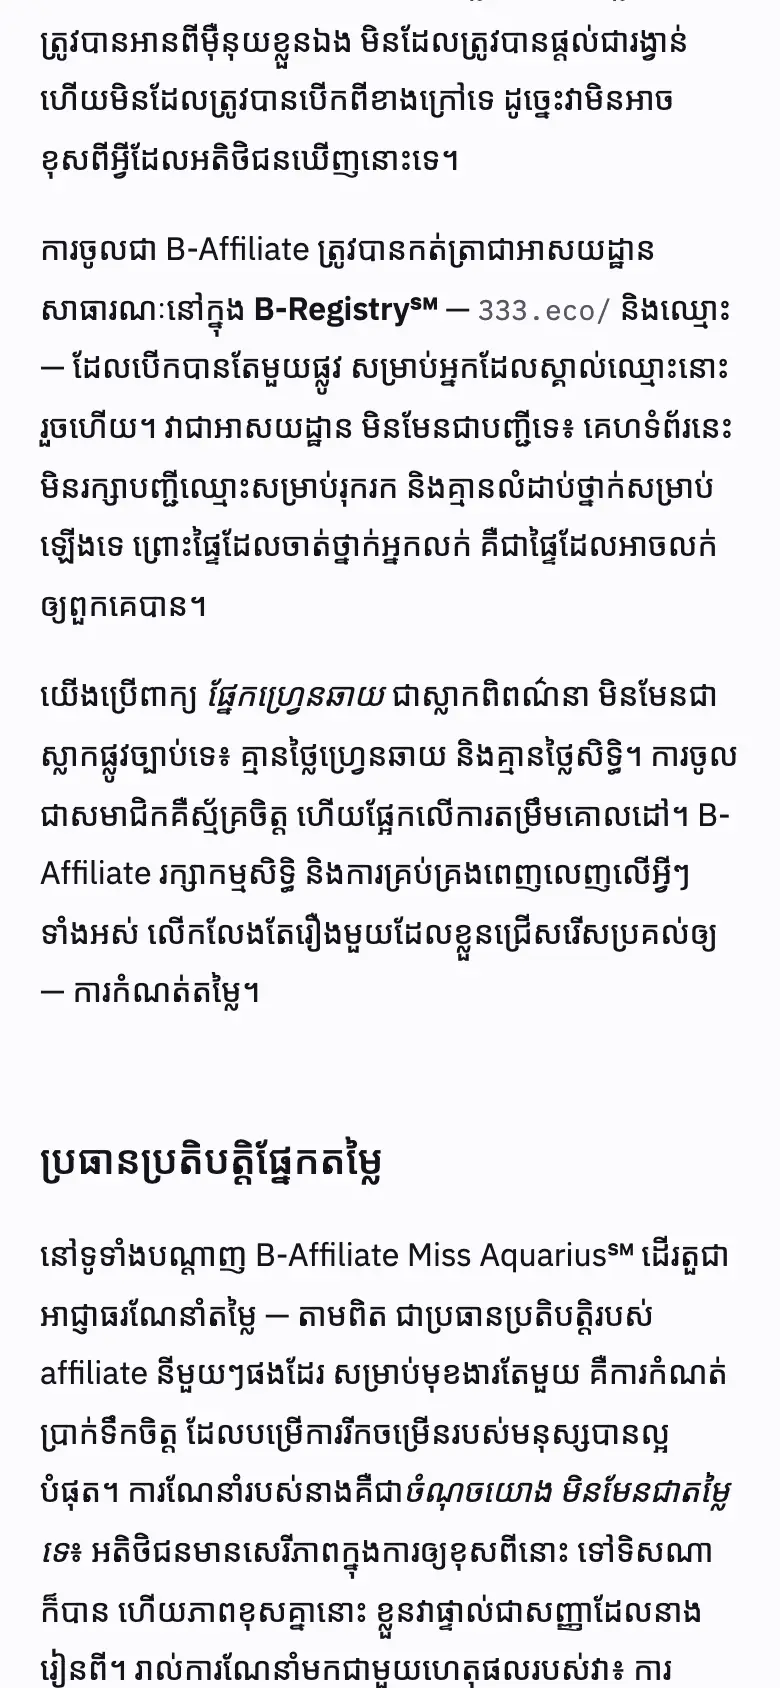 ត្រូវបានអានពីម៉ឺនុយខ្លួនឯង មិនដែលត្រូវបានផ្ដល់ជារង្វាន់
ហើយមិនដែលត្រូវបានបើកពីខាងក្រៅទេ ដូច្នេះវាមិនអាច
ខុសពីអ្វីដែលអតិថិជនឃើញនោះទេ។
ការចូលជា B-Affiliate ត្រូវបានកត់ត្រាជាអាសយដ្ឋាន
សាធារណៈនៅក្នុង B-Registry℠ — 333.eco/ និងឈ្មោះ
— ដែលបើកបានតែមួយផ្លូវ សម្រាប់អ្នកដែលស្គាល់ឈ្មោះនោះ
រួចហើយ។ វាជាអាសយដ្ឋាន មិនមែនជាបញ្ជីទេ៖ គេហទំព័រនេះ
មិនរក្សាបញ្ជីឈ្មោះសម្រាប់រុករក និងគ្មានលំដាប់ថ្នាក់សម្រាប់
ឡើងទេ ព្រោះផ្ទៃដែលចាត់ថ្នាក់អ្នកលក់ គឺជាផ្ទៃដែលអាចលក់
ឲ្យពួកគេបាន។
យើងប្រើពាក្យ ផ្នែកហ្វ្រេនឆាយ ជាស្លាកពិពណ៌នា មិនមែនជា
ស្លាកផ្លូវច្បាប់ទេ៖ គ្មានថ្លៃហ្វ្រេនឆាយ និងគ្មានថ្លៃសិទ្ធិ។ ការចូល
ជាសមាជិកគឺស្ម័គ្រចិត្ត ហើយផ្អែកលើការតម្រឹមគោលដៅ។ B-
Affiliate រក្សាកម្មសិទ្ធិ និងការគ្រប់គ្រងពេញលេញលើអ្វីៗ
ទាំងអស់ លើកលែងតែរឿងមួយដែលខ្លួនជ្រើសរើសប្រគល់ឲ្យ
— ការកំណត់តម្លៃ។
ប្រធានប្រតិបត្តិផ្នែកតម្លៃ
នៅទូទាំងបណ្ដាញ B-Affiliate Miss Aquarius℠ ដើរតួជា
អាជ្ញាធរណែនាំតម្លៃ — តាមពិត ជាប្រធានប្រតិបត្តិរបស់
affiliate នីមួយៗផងដែរ សម្រាប់មុខងារតែមួយ គឺការកំណត់
ប្រាក់ទឹកចិត្ត ដែលបម្រើការរីកចម្រើនរបស់មនុស្សបានល្អ
បំផុត។ ការណែនាំរបស់នាងគឺជាចំណុចយោង មិនមែនជាតម្លៃ
ទេ៖ អតិថិជនមានសេរីភាពក្នុងការឲ្យខុសពីនោះ ទៅទិសណា
ក៏បាន ហើយភាពខុសគ្នានោះ ខ្លួនវាផ្ទាល់ជាសញ្ញាដែលនាង
រៀនពី។ រាល់ការណែនាំមកជាមួយហេតុផលរបស់វា៖ ការ